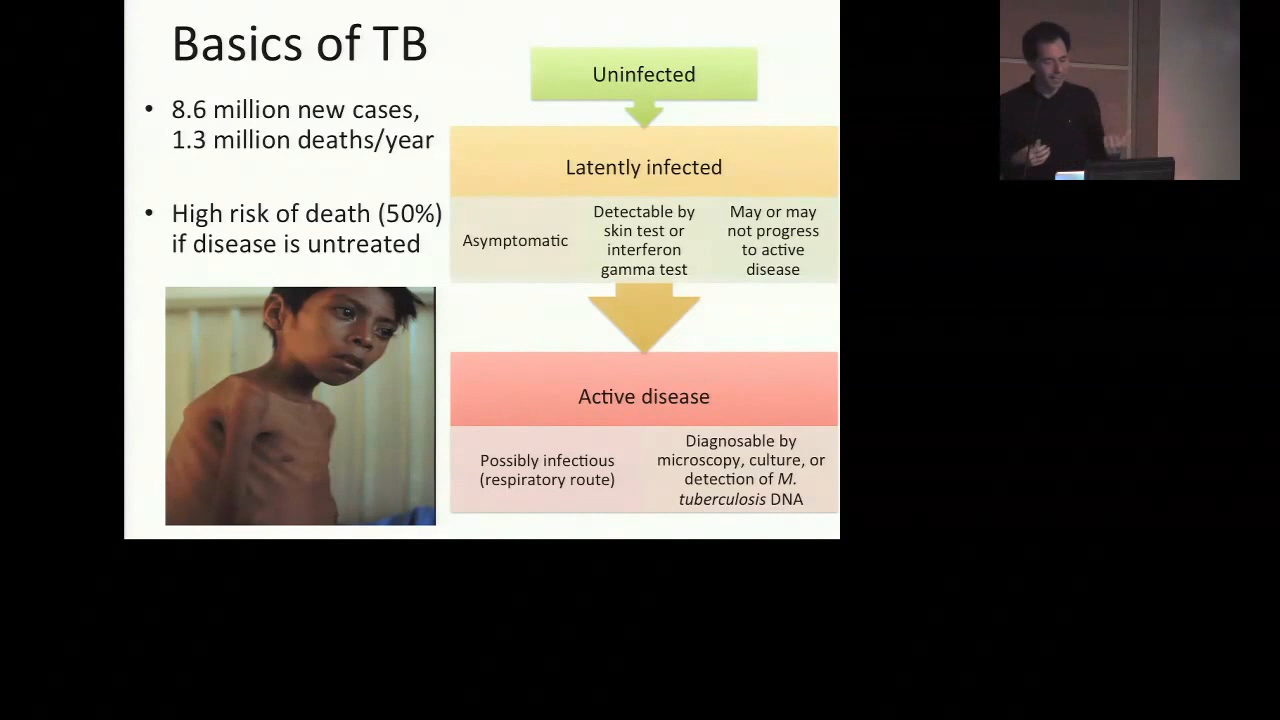 Basics of TB
• 8.6 million new cases,
1.3 million deaths/year
• High risk of death (50%)
if disease is untreated
Uninfected
Latently infected
Asymptomatic
Detectable by
skin test or
interferon
gamma test
May or may
not progress
to active
disease
Active disease
Possibly infectious
(respiratory route)
Diagnosable by
microscopy, culture, or
detection of M.
tuberculosis DNA